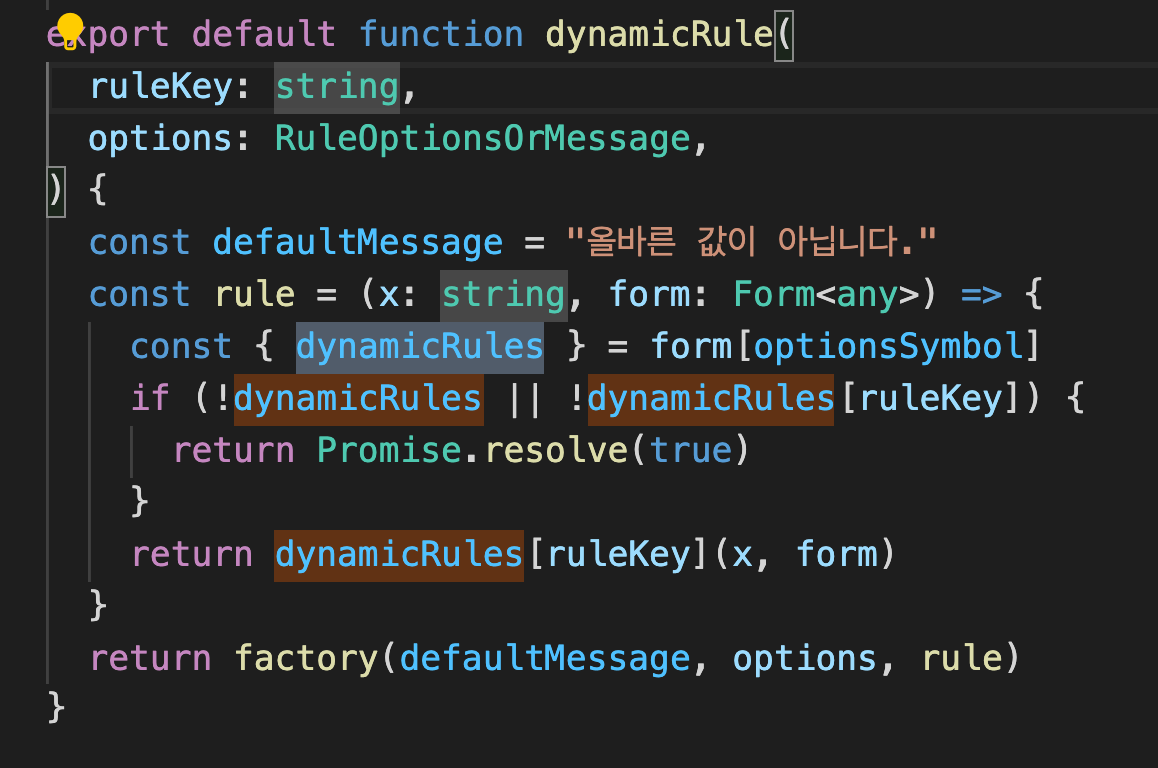 export default function dynamicRule(
  ruleKey: string,
  options: RuleOptionsOrMessage,
) {
  const defaultMessage = "올바른 값이 아닙니다."
  const rule = (x: string, form: Form<any>) => {
    const { dynamicRules } = form[optionsSymbol]
    if (!dynamicRules || !dynamicRules[ruleKey]) {
      return Promise.resolve(true)
    }
    return dynamicRules[ruleKey](x, form)
  }
  return factory(defaultMessage, options, rule)
}